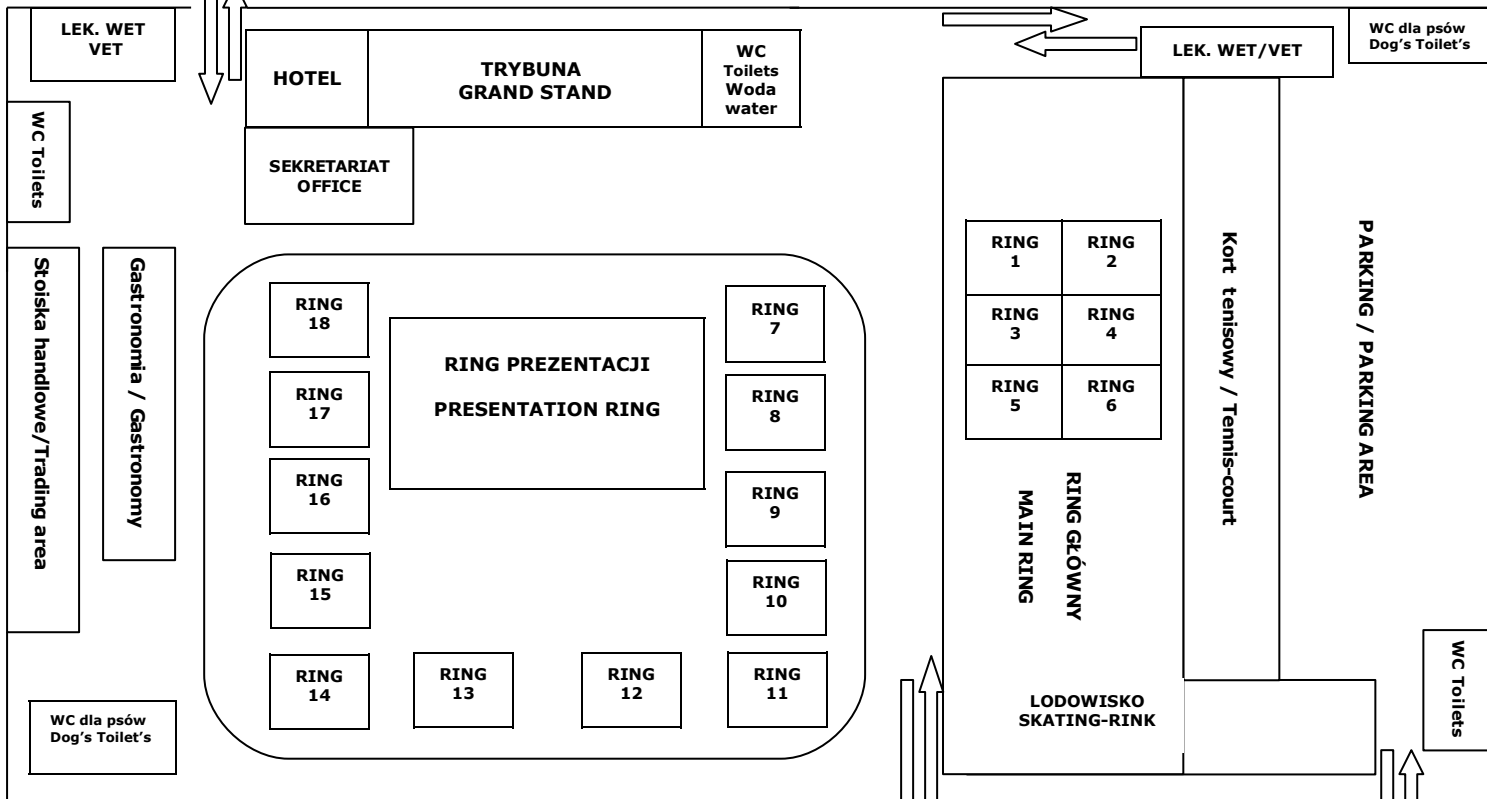 LEK. WET
VET
HOTEL
TRYBUNA
GRAND STAND
WC
Toilets
Woda
water
LEK. WET/VET
WC dla psów
Dog's Toilet's
WC Toilets
SEKRETARIAT
OFFICE
Stoiska handlowe/Trading area
Gastronomia / Gastronomy
RING
18
RING
17
RING
16
RING
15
RING
14
RING PREZENTACJI
PRESENTATION RING
RING
7
RING
8
RING
9
RING
10
RING
11
RING
13
RING
12
RING
1
RING
2
RING
3
RING
4
RING
5
RING
6
RING GŁÓWNY
MAIN RING
Kort tenisowy / Tennis-court
PARKING / PARKING AREA
LODOWISKO
SKATING-RINK
WC Toilets
WC dla psów
Dog's Toilet's